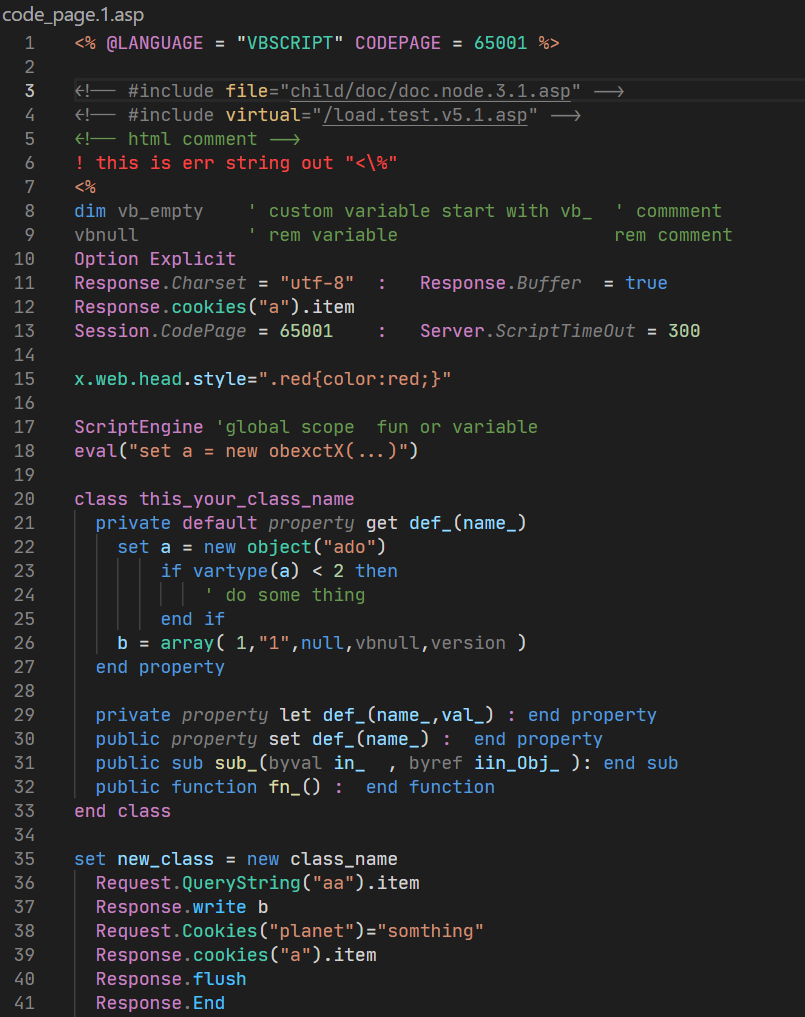 code_page.1.asp
1 <% @LANGUAGE = "VBSCRIPT" CODEPAGE = 65001 %>
2
3 <!-- #include file="child/doc/doc.node.3.1.asp" -->
4 <!-- #include virtual="/load.test.v5.1.asp" -->
5 <!-- html comment -->
6 ! this is err string out "<\%"
7 <%
8 dim vb_empty    ' custom variable start with vb_  ' commment
9 vbnull          ' rem variable                    rem comment
10 Option Explicit
11 Response.Charset = "utf-8"  :   Response.Buffer  = true
12 Response.cookies("a").item
13 Session.CodePage = 65001    :   Server.ScriptTimeOut = 300
14
15 x.web.head.style=".red{color:red;}"
16
17 ScriptEngine 'global scope  fun or variable
18 eval("set a = new obexctX(...)")
19
20 class this_your_class_name
21   private default property get def_(name_)
22     set a = new object("ado")
23         if vartype(a) < 2 then
24             ' do some thing
25         end if
26     b = array( 1,"1",null,vbnull,version )
27   end property
28
29   private property let def_(name_,val_) : end property
30   public property set def_(name_) :  end property
31   public sub sub_(byval in_  , byref iin_Obj_ ): end sub
32   public function fn_() :  end function
33 end class
34
35 set new_class = new class_name
36   Request.QueryString("aa").item
37   Response.write b
38   Request.Cookies("planet")="somthing"
39   Response.cookies("a").item
40   Response.flush
41   Response.End